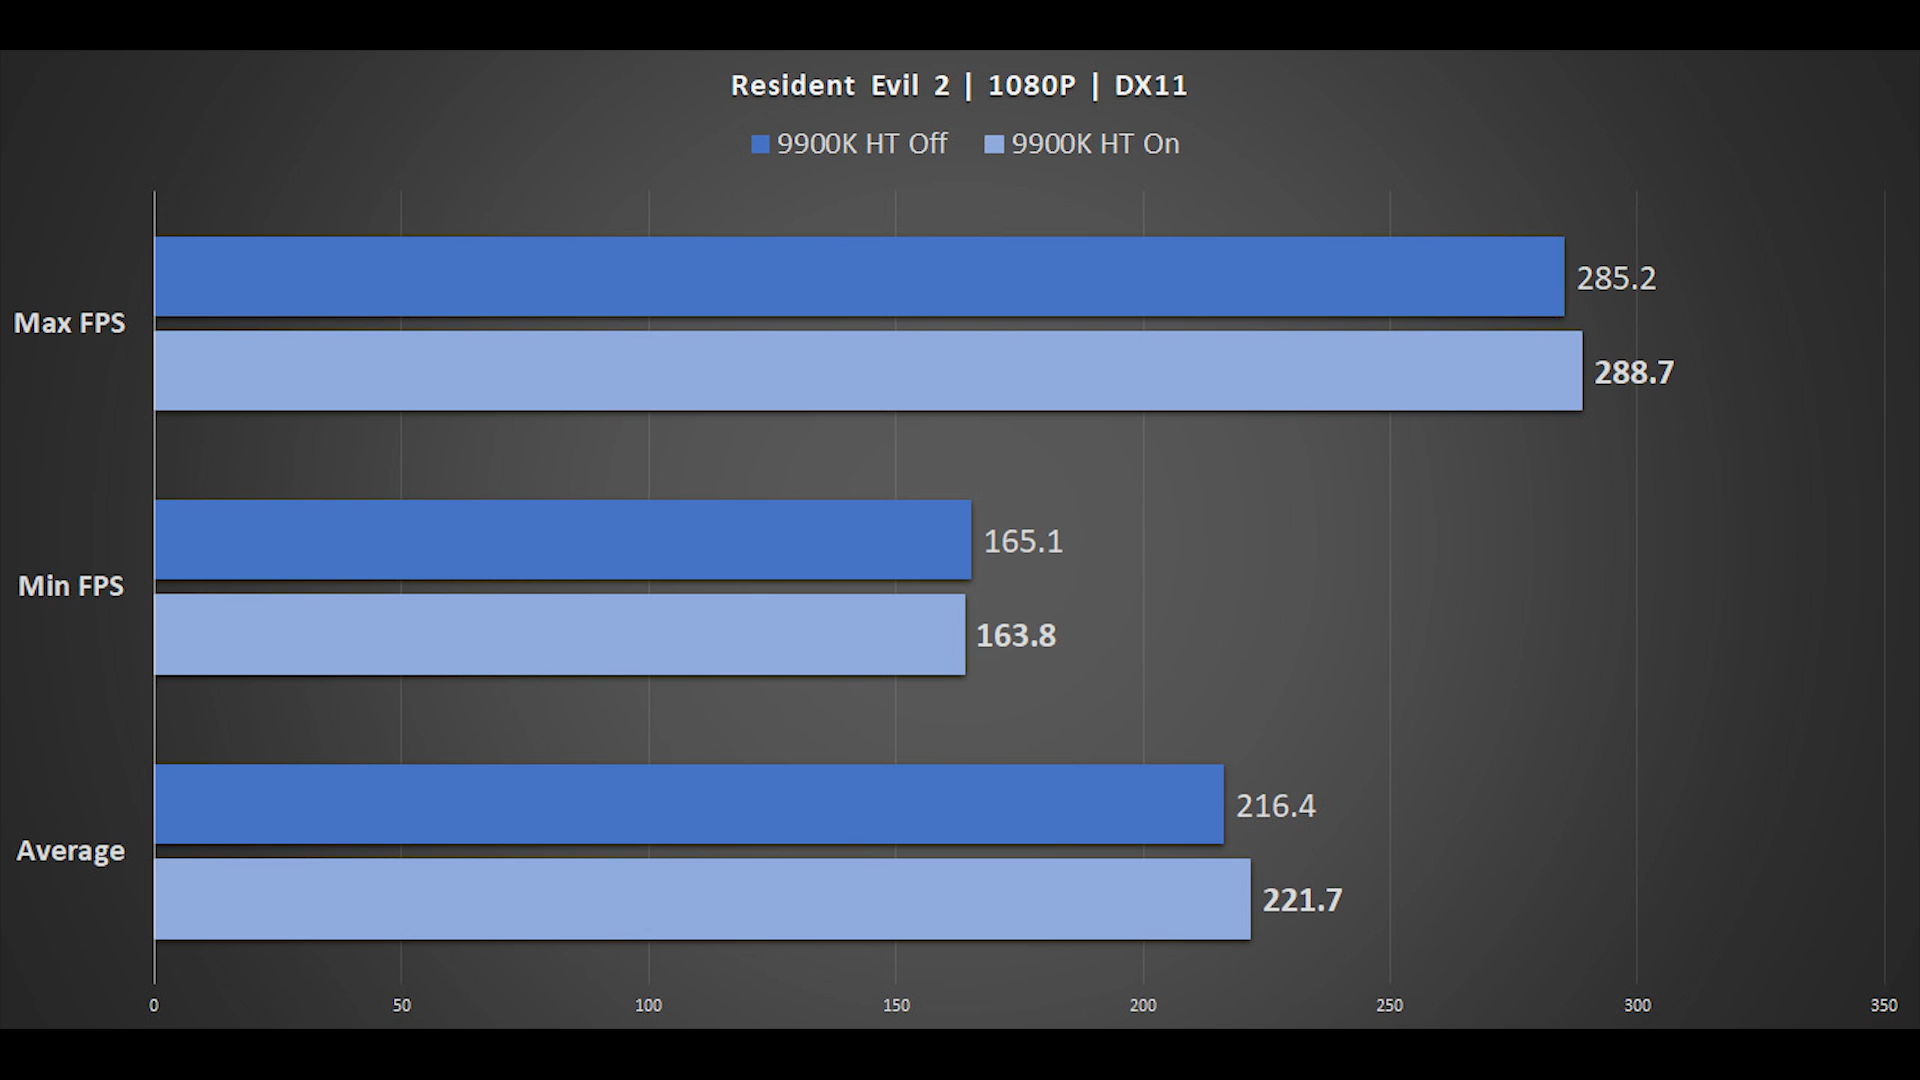 Resident Evil 2 | 1080P | DX11
9900K HT Off 9900K HT On
285.2
Max FPS
288.7
165.1
Min FPS
163.8
216.4
Average
221.7
0 50 100 150 200 250 300 350